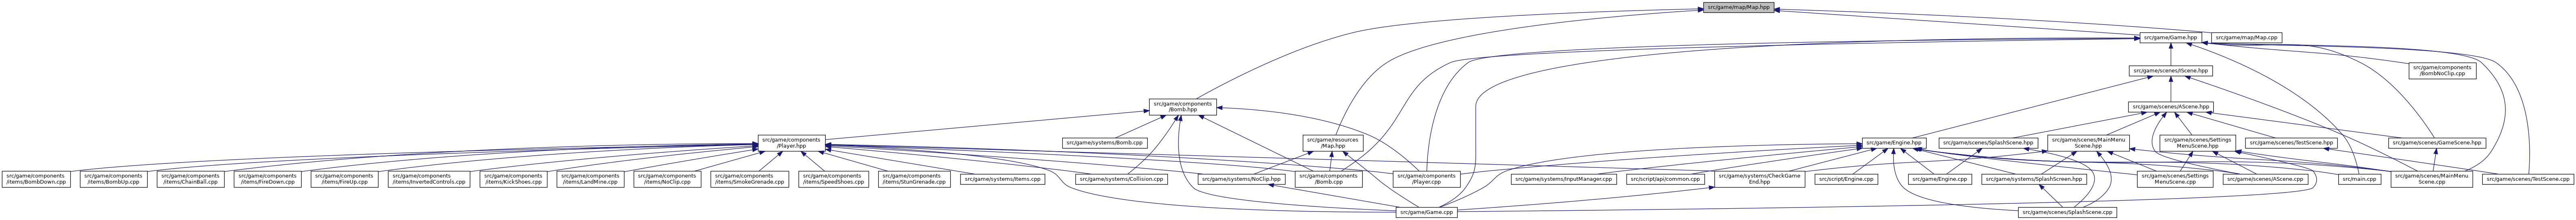 src/game/map/Map.hpp
src/game/Game.hpp
src/game/map/Map.cpp
src/game/scenes/IScene.hpp
src/game/components
/BombNoClip.cpp
src/game/components
/Bomb.hpp
src/game/scenes/AScene.hpp
src/game/components
/Player.hpp
src/game/systems/Bomb.cpp
src/game/resources
/Map.hpp
src/game/Engine.hpp
src/game/scenes/SplashScene.hpp
src/game/scenes/MainMenu
Scene.hpp
src/game/scenes/Settings
MenuScene.hpp
src/game/scenes/TestScene.hpp
src/game/scenes/GameScene.hpp
src/game/components
/items/BombDown.cpp
src/game/components
/items/BombUp.cpp
src/game/components
/items/ChainBall.cpp
src/game/components
/items/FireDown.cpp
src/game/components
/items/FireUp.cpp
src/game/components
/items/InvertedControls.cpp
src/game/components
/items/KickShoes.cpp
src/game/components
/items/LandMine.cpp
src/game/components
/items/NoClip.cpp
src/game/components
/items/SmokeGrenade.cpp
src/game/components
/items/SpeedShoes.cpp
src/game/components
/items/StunGrenade.cpp
src/game/systems/Items.cpp
src/game/systems/Collision.cpp
src/game/systems/NoClip.hpp
src/game/components
/Bomb.cpp
src/game/components
/Player.cpp
src/game/systems/InputManager.cpp
src/script/api/common.cpp
src/game/systems/CheckGame
End.hpp
src/script/Engine.cpp
src/game/Engine.cpp
src/game/systems/SplashScreen.hpp
src/game/scenes/Settings
MenuScene.cpp
src/game/scenes/AScene.cpp
src/main.cpp
src/game/scenes/MainMenu
Scene.cpp
src/game/scenes/TestScene.cpp
src/game/Game.cpp
src/game/scenes/SplashScene.cpp